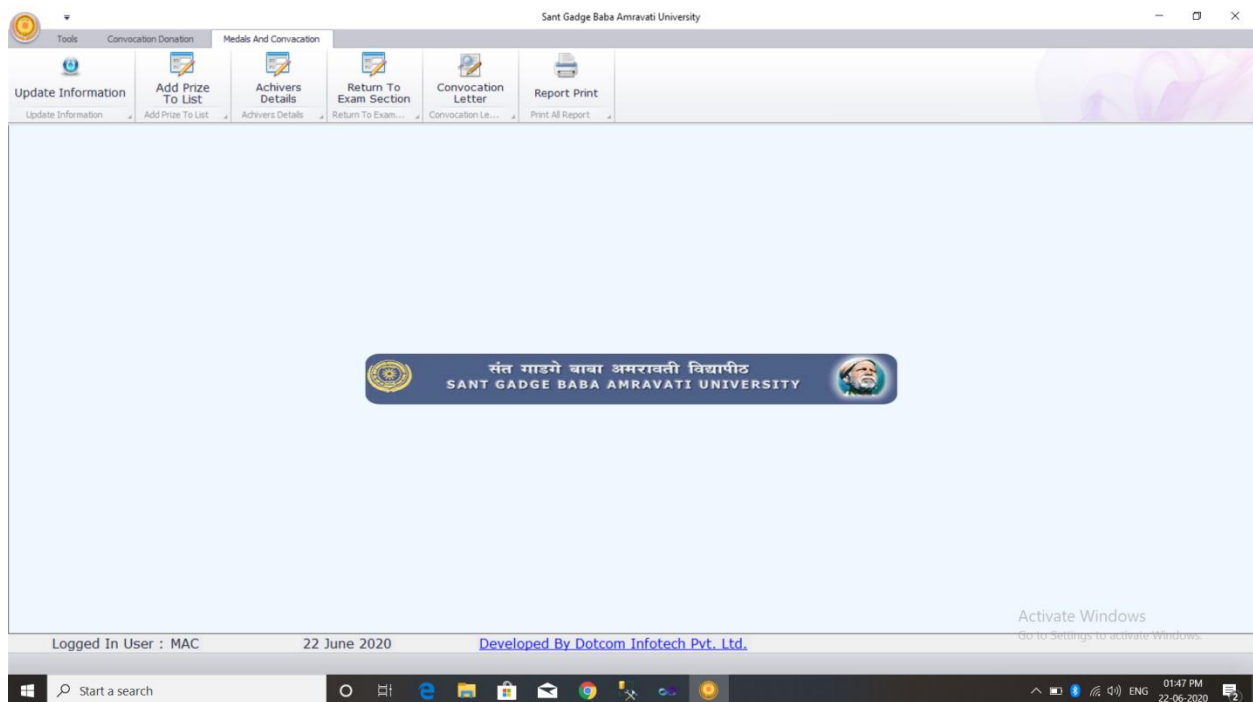 Sant Gadge Baba Amravati University
Tools Convocation Donation Medals And Convacation
Update Information
Add Prize
To List
Achivers
Details
Return To
Exam Section
Convocation
Letter
Report Print
Update Information Add Prize To List Achivers Details Return To Exam... Convocation Le... Print All Report
संत गाडगे बाबा अमरावती विद्यापीठ
SANT GADGE BABA AMRAVATI UNIVERSITY
Activate Windows
Go to Settings to activate Windows.
Logged In User : MAC 22 June 2020 Developed By Dotcom Infotech Pvt. Ltd.
Start a search
ENG
01:47 PM
22-06-2020
2